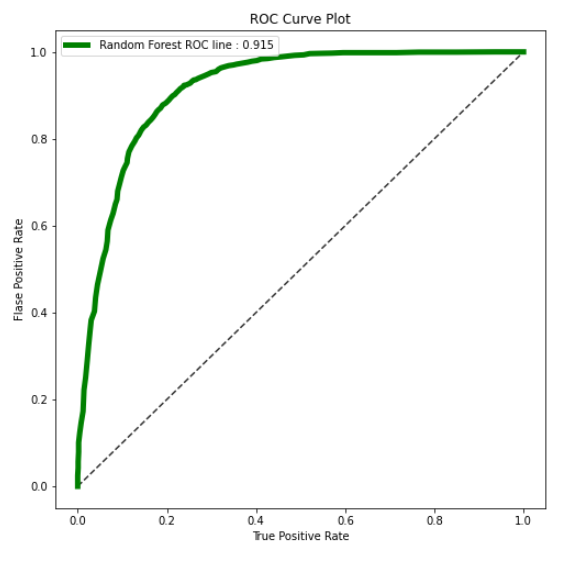 ROC Curve Plot
Random Forest ROC line : 0.915
1.0
0.8
0.6
0.4
0.2
0.0
Flase Positive Rate
0.0 0.2 0.4 0.6 0.8 1.0
True Positive Rate